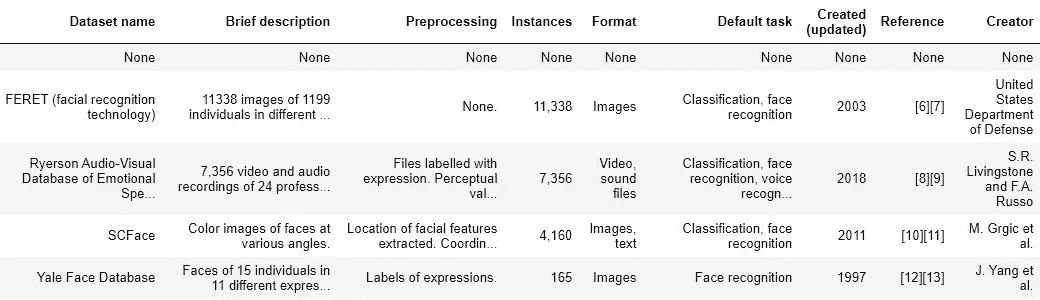 Dataset name Brief description Preprocessing Instances Format Default task Created (updated) Reference Creator
None None None None None None None None None
FERET (facial recognition technology) 11338 images of 1199 individuals in different ... None. 11,338 Images Classification, face recognition 2003 [6][7] United States Department of Defense
Ryerson Audio-Visual Database of Emotional Spe... 7,356 video and audio recordings of 24 profess... Files labelled with expression. Perceptual val... 7,356 Video, sound files Classification, face recognition, voice recogn... 2018 [8][9] S.R. Livingstone and F.A. Russo
SCFace Color images of faces at various angles. Location of facial features extracted. Coordin... 4,160 Images, text Classification, face recognition 2011 [10][11] M. Grgic et al.
Yale Face Database Faces of 15 individuals in 11 different expres... Labels of expressions. 165 Images Face recognition 1997 [12][13] J. Yang et al.